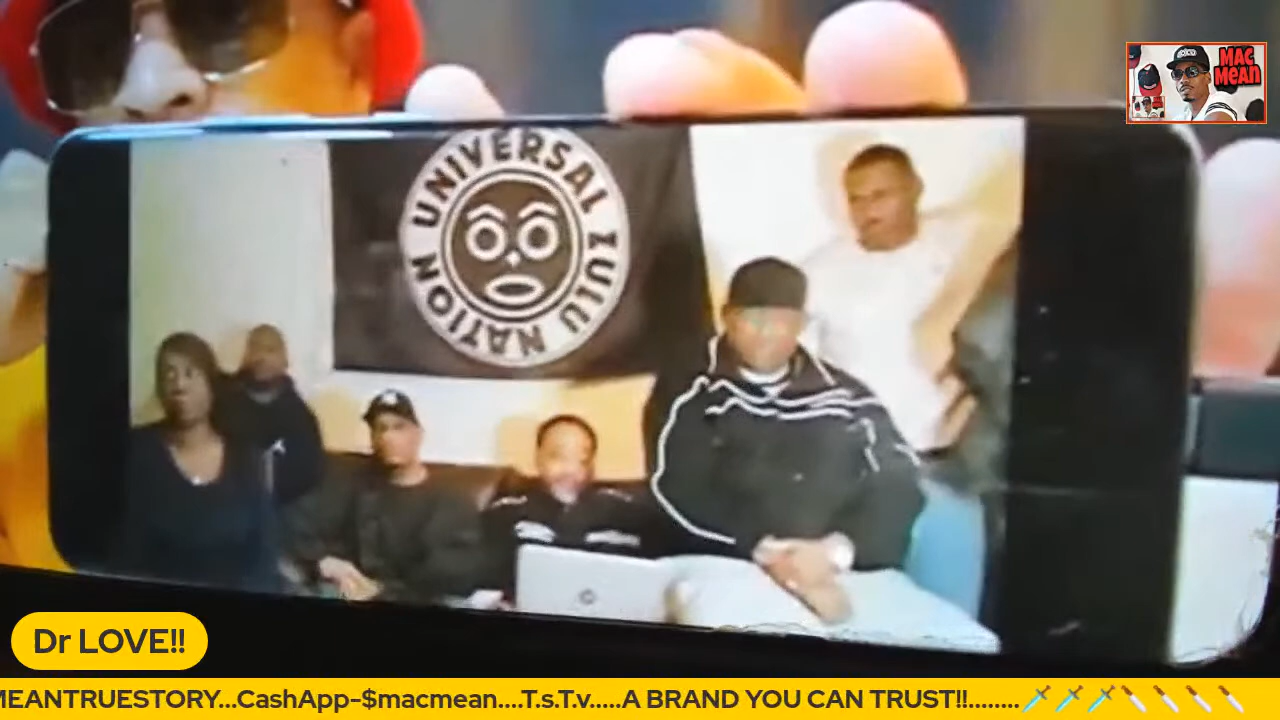 MAC
MEAN
UNIVERSAL ZULU NATION
Dr LOVE!!
MEANTRUESTORY...CashApp-$macmean....T.s.T.v.....A BRAND YOU CAN TRUST!!........